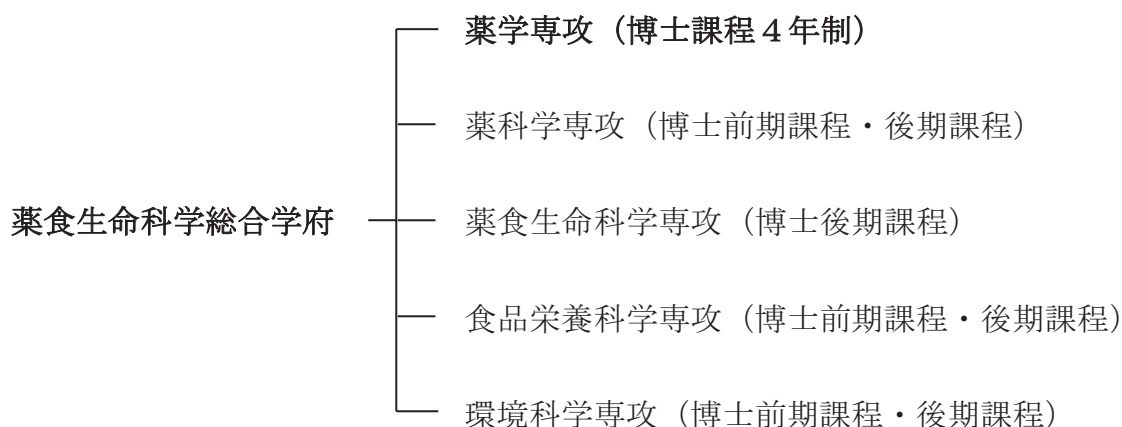 薬学専攻（博士課程４年制）
薬科学専攻（博士前期課程・後期課程）
薬食生命科学総合学府
薬食生命科学専攻（博士後期課程）
食品栄養科学専攻（博士前期課程・後期課程）
環境科学専攻（博士前期課程・後期課程）